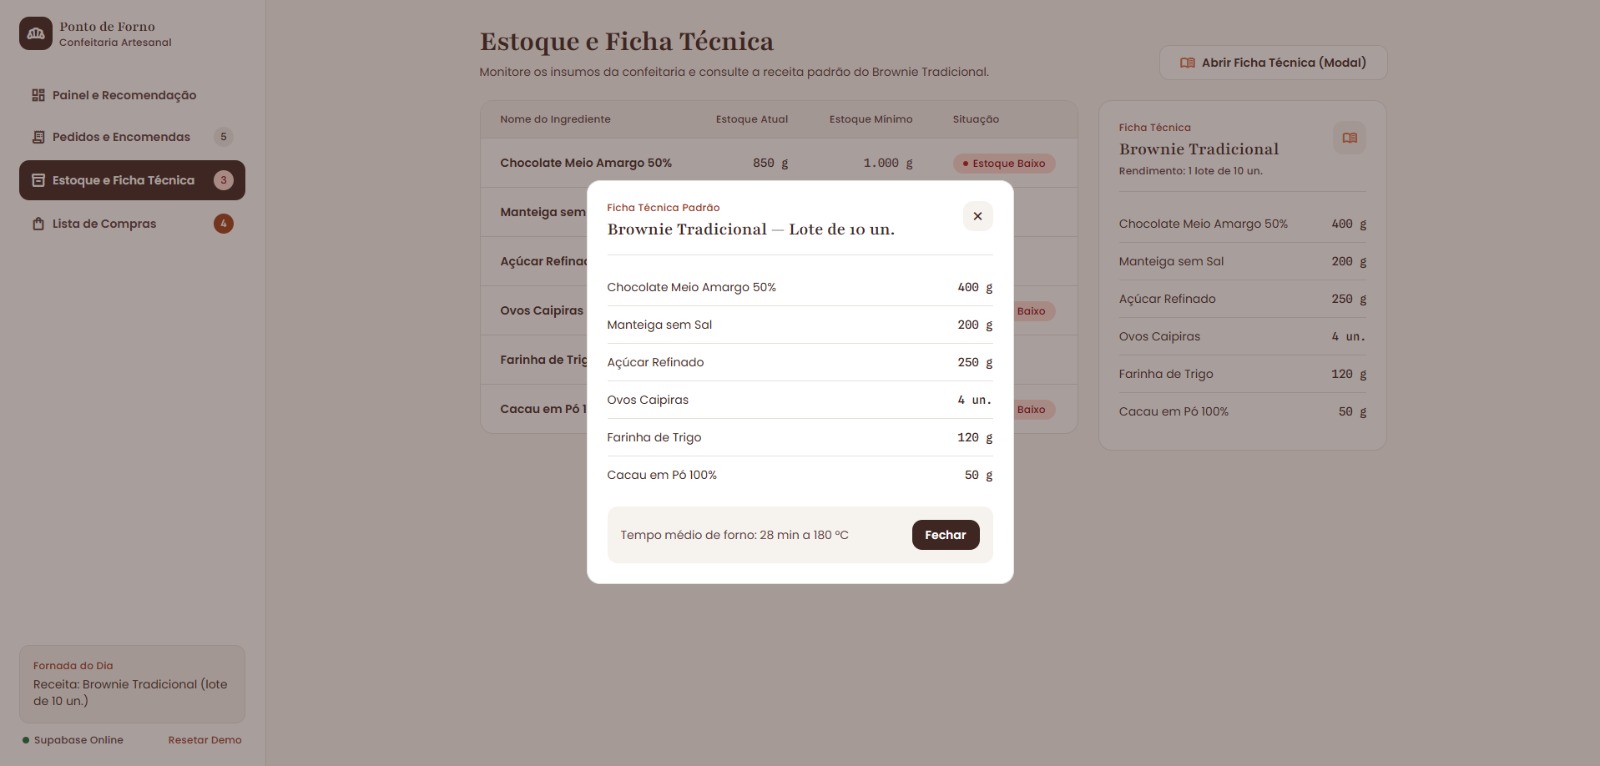 Ponto de Forno
Confeitaria Artesanal
Painel e Recomendação
Pedidos e Encomendas 5
Estoque e Ficha Técnica 3
Lista de Compras 4
Fornada do Dia
Receita: Brownie Tradicional (lote
de 10 un.)
Supabase Online Resetar Demo
Estoque e Ficha Técnica
Monitore os insumos da confeitaria e consulte a receita padrão do Brownie Tradicional.
Abrir Ficha Técnica (Modal)
Nome do Ingrediente Estoque Atual Estoque Mínimo Situação
Chocolate Meio Amargo 50% 850 g 1.000 g Estoque Baixo
Manteiga sem
Açúcar Refinad
Ovos Caipiras Baixo
Farinha de Trig
Cacau em Pó 1 Baixo
Ficha Técnica Padrão
Brownie Tradicional — Lote de 10 un.
Chocolate Meio Amargo 50% 400 g
Manteiga sem Sal 200 g
Açúcar Refinado 250 g
Ovos Caipiras 4 un.
Farinha de Trigo 120 g
Cacau em Pó 100% 50 g
Tempo médio de forno: 28 min a 180 °C Fechar
Ficha Técnica
Brownie Tradicional
Rendimento: 1 lote de 10 un.
Chocolate Meio Amargo 50% 400 g
Manteiga sem Sal 200 g
Açúcar Refinado 250 g
Ovos Caipiras 4 un.
Farinha de Trigo 120 g
Cacau em Pó 100% 50 g